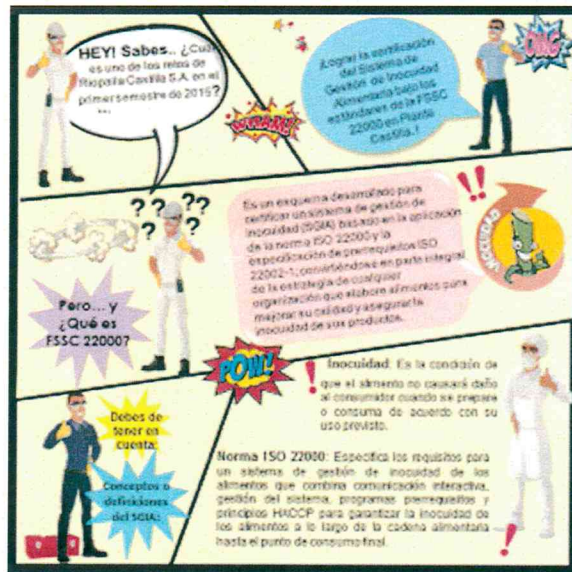 HEY! Sabes.. ¿Cuál
es uno de los retos de
Riopaila Castilla S.A. en el
primer semestre de 2015?
...
¡Lograr la certificación
del Sistema de
Gestión de Inocuidad
Alimentaria bajo los
estándares de la FSSC
22000 en Planta
Castilla.!
OMG
WHAM!
????
Pero... y
¿Qué es
FSSC 22000?
Es un esquema desarrollado para
certificar un sistema de gestión de
inocuidad (SGIA) basado en la aplicación
de la norma ISO 22000 y la
especificación de prerrequisitos ISO
22002-1; convirtiéndose en parte integral
de la estrategia de cualquier
organización que elabore alimentos para
mejorar su calidad y asegurar la
inocuidad de sus productos.
!!
INOCUIDAD
POW!
Debes de
tener en
cuenta:
Conceptos o
definiciones
del SGIA:
! Inocuidad: Es la condición de
que el alimento no causará daño
al consumidor cuando se prepare
o consuma de acuerdo con su
uso previsto.
Norma ISO 22000: Especifica los requisitos para
un sistema de gestión de inocuidad de los
alimentos que combina comunicación interactiva,
gestión del sistema, programas prerrequisitos y
principios HACCP para garantizar la inocuidad de
los alimentos a lo largo de la cadena alimentaria
hasta el punto de consumo final.
!